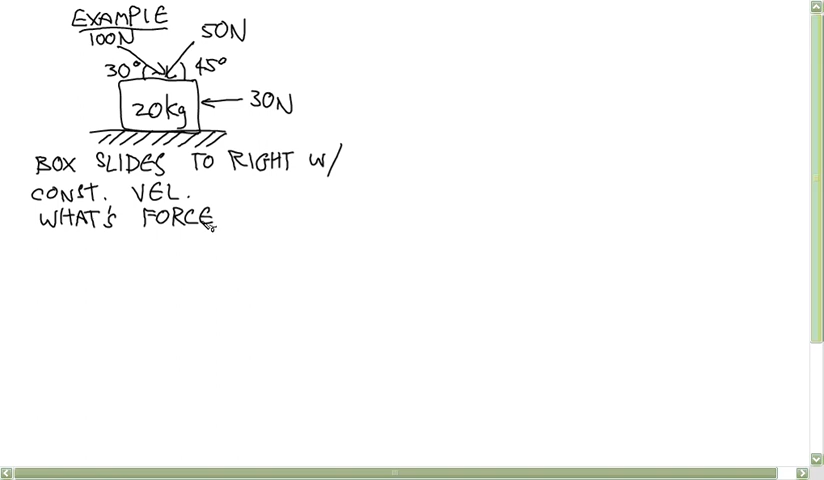 EXAMPLE
100N 50N
30° 45°
20kg 30N
BOX SLIDES TO RIGHT W/
CONST. VEL.
WHAT'S FORCE